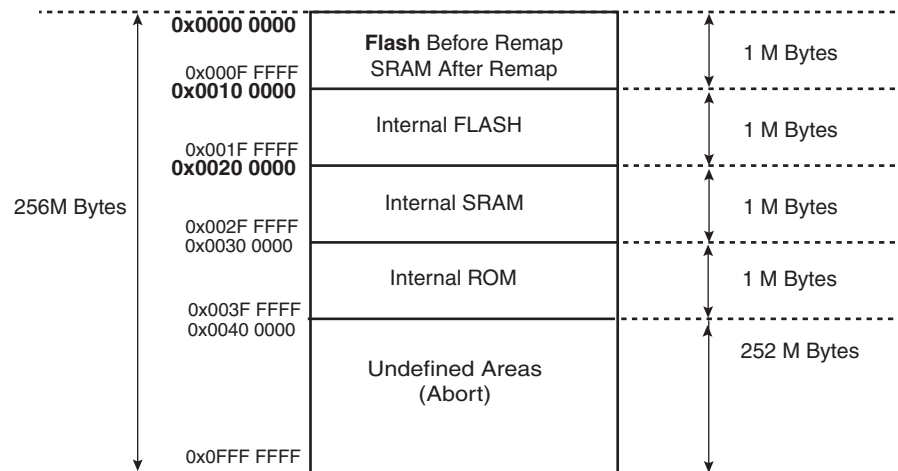 0x0000 0000
Flash Before Remap
SRAM After Remap
1 M Bytes
0x000F FFFF
0x0010 0000
Internal FLASH
1 M Bytes
0x001F FFFF
0x0020 0000
256M Bytes
Internal SRAM
1 M Bytes
0x002F FFFF
0x0030 0000
Internal ROM
1 M Bytes
0x003F FFFF
0x0040 0000
252 M Bytes
Undefined Areas
(Abort)
0x0FFF FFFF